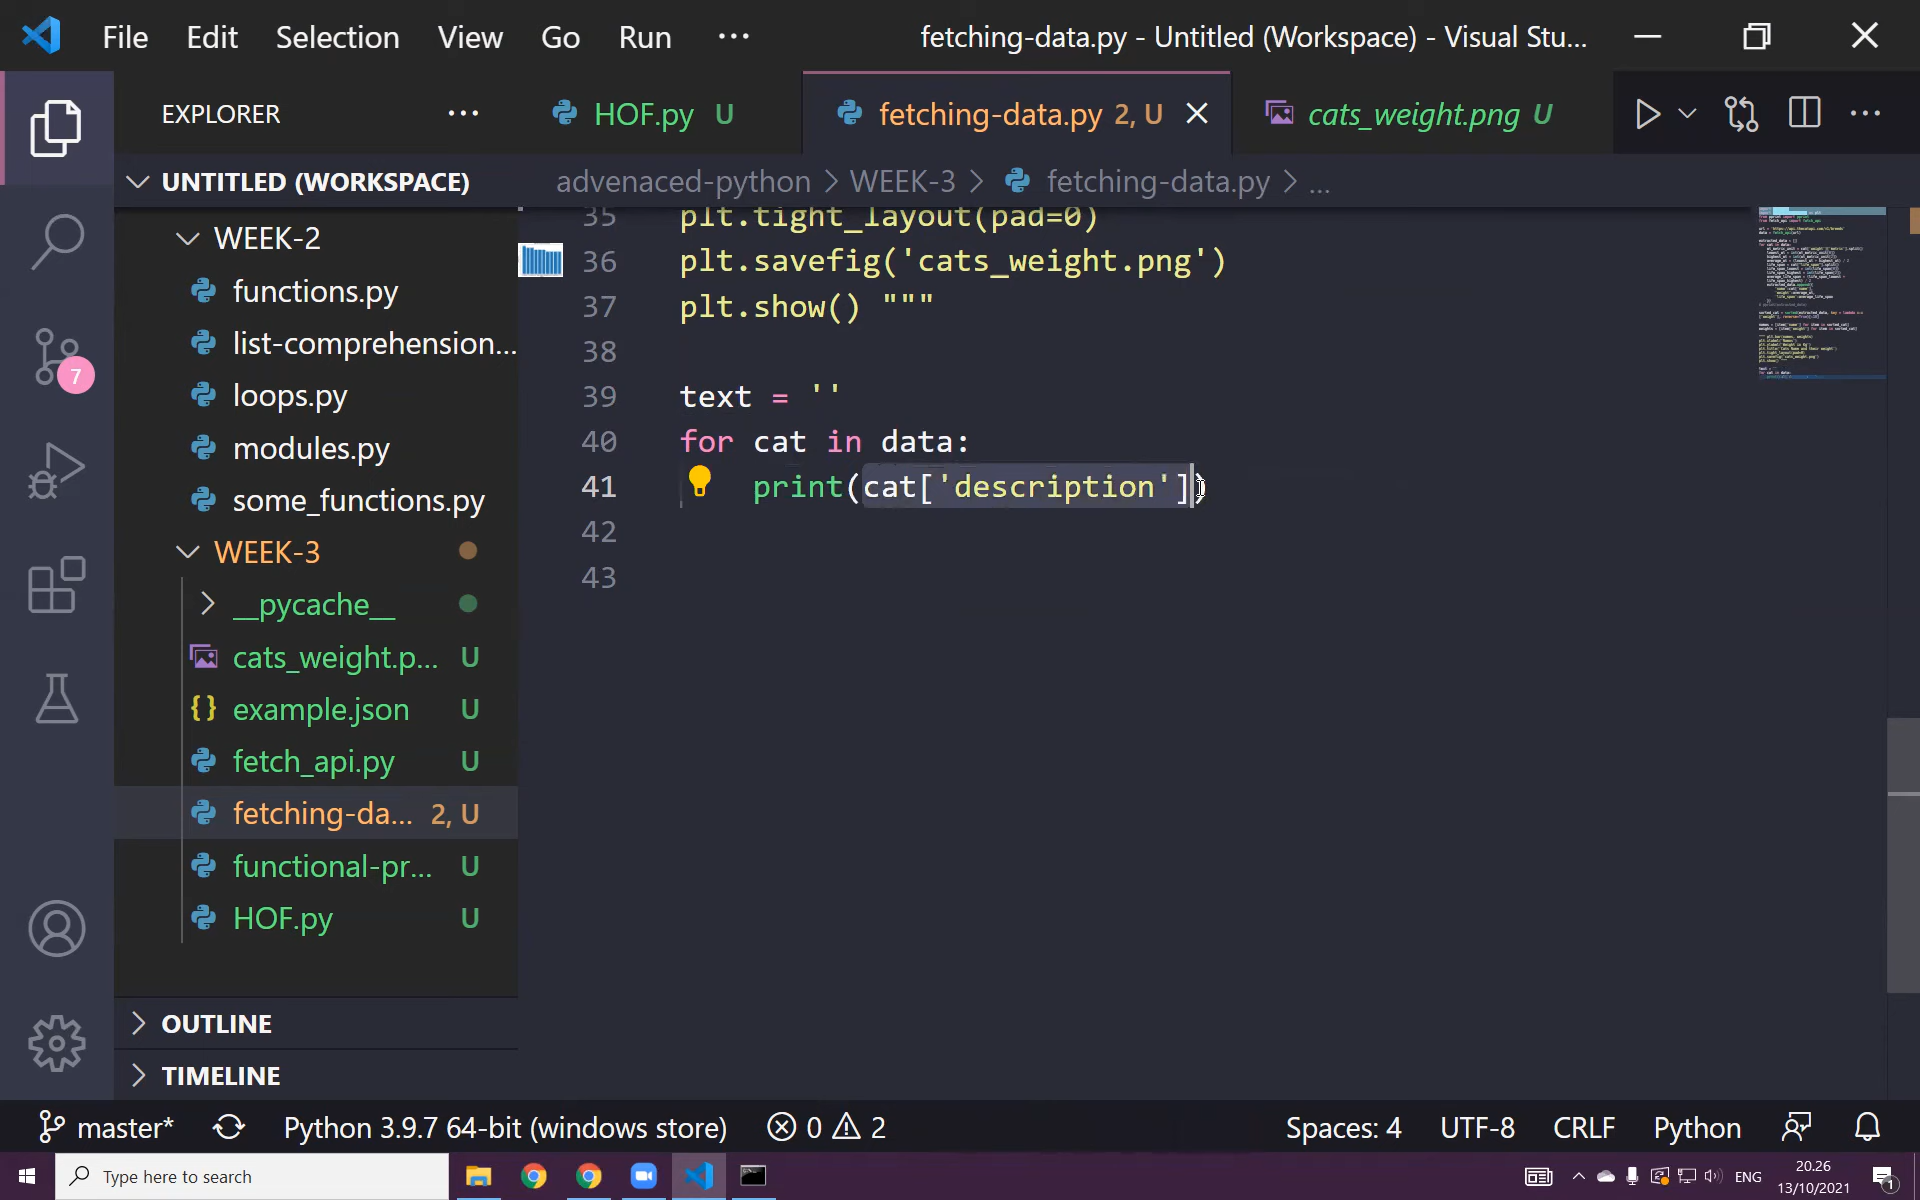 File Edit Selection View Go Run ··· fetching-data.py - Untitled (Workspace) - Visual Stu...
EXPLORER ··· HOF.py U fetching-data.py 2, U cats_weight.png U
UNTITLED (WORKSPACE) advenaced-python > WEEK-3 > fetching-data.py > ...
WEEK-2
functions.py
list-comprehension...
loops.py
modules.py
some_functions.py
WEEK-3
__pycache__
cats_weight.p... U
example.json U
fetch_api.py U
fetching-da... 2, U
functional-pr... U
HOF.py U
OUTLINE
TIMELINE
7
35 plt.tight_layout(pad=0)
36 plt.savefig('cats_weight.png')
37 plt.show() """
38
39 text = ''
40 for cat in data:
41 print(cat['description'])
42
43
master* Python 3.9.7 64-bit (windows store) 0 2 Spaces: 4 UTF-8 CRLF Python
Type here to search ENG 20.26
13/10/2021 1